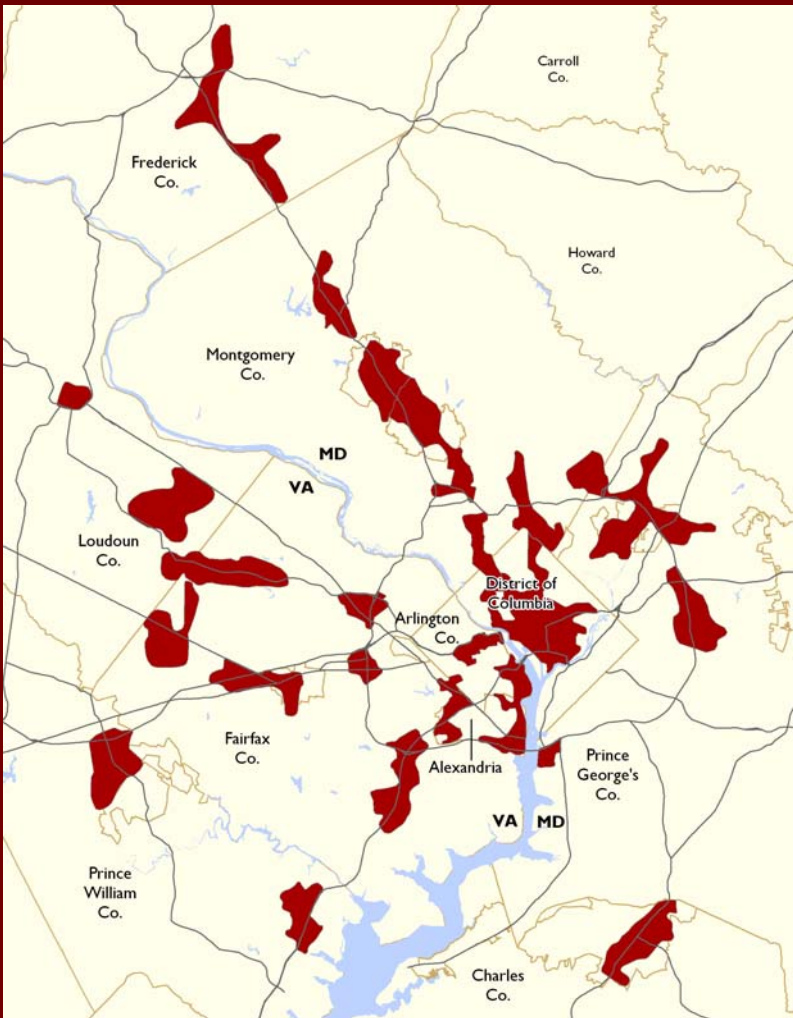 Carroll
Co.
Frederick
Co.
Howard
Co.
Montgomery
Co.
MD
VA
Loudoun
Co.
District of
Columbia
Arlington
Co.
Fairfax
Co.
Alexandria
Prince
George's
Co.
VA
MD
Prince
William
Co.
Charles
Co.